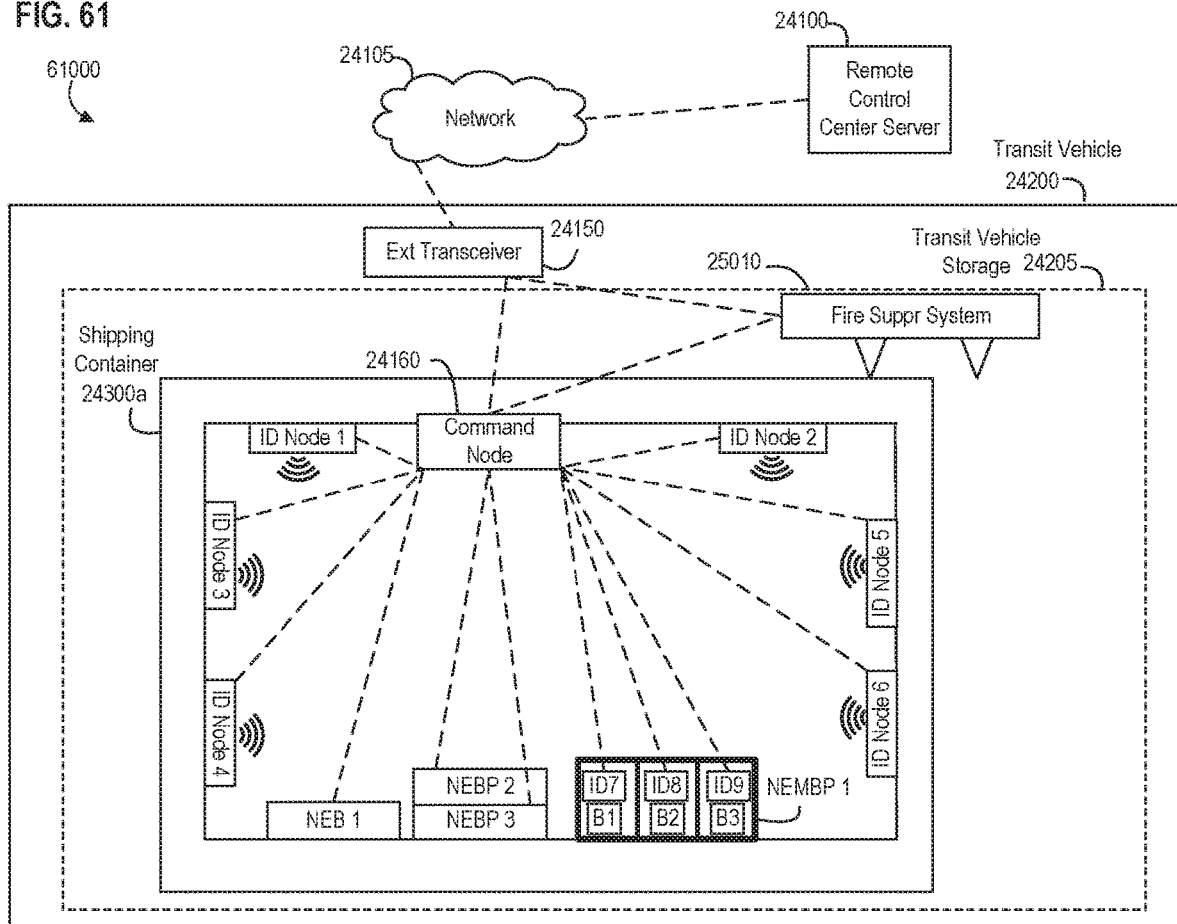 FIG. 61
61000
24105
24100
Network
Remote
Control
Center Server
Transit Vehicle
24200
Ext Transceiver
24150
Transit Vehicle
Storage 24205
25010
Fire Suppr System
Shipping
Container
24300a
24160
Command
Node
ID Node 1
ID Node 2
ID Node 3
ID Node 5
ID Node 4
ID Node 6
NEB 1
NEBP 2
NEBP 3
ID7
ID8
ID9
B1
B2
B3
NEMBP 1